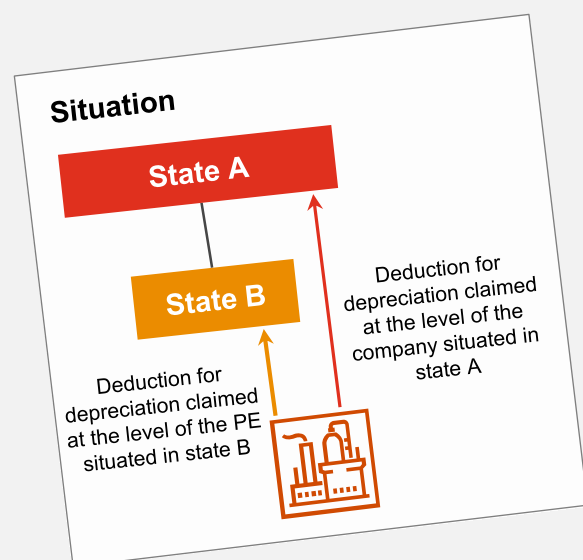 Situation
State A
State B
Deduction for
depreciation claimed
at the level of the
company situated in
state A
Deduction for
depreciation claimed
at the level of the PE
situated in state B